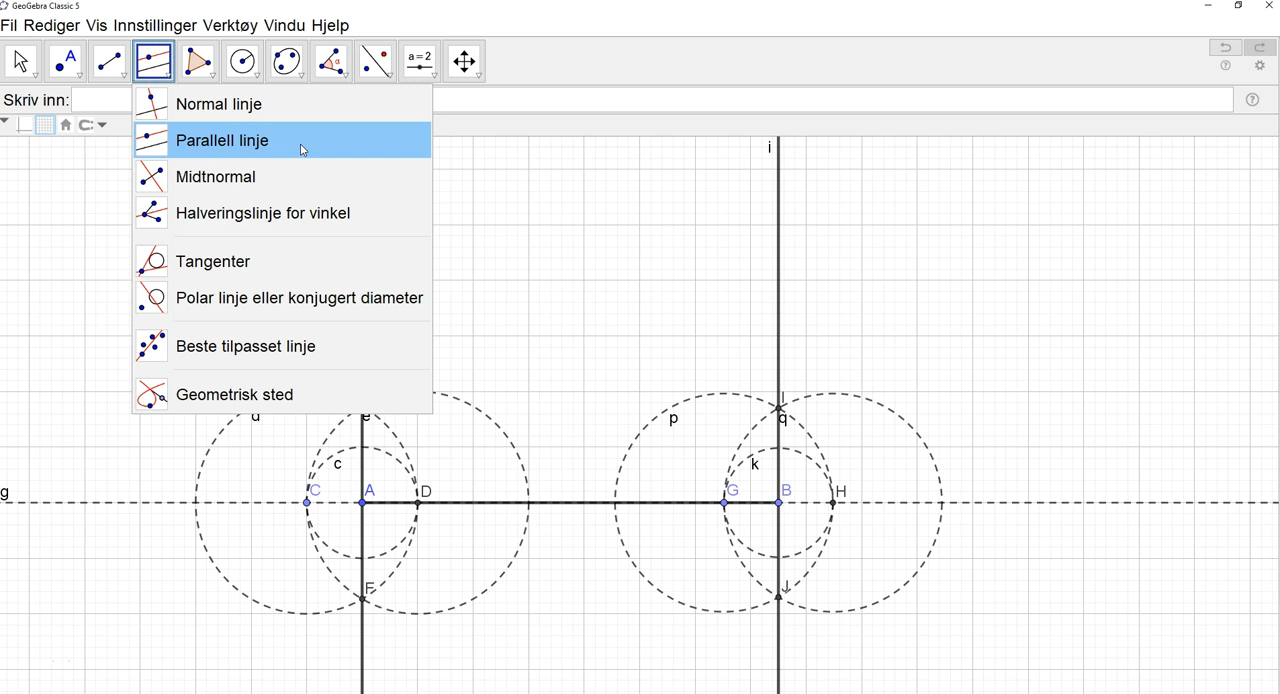 GeoGebra Classic 5
Fil Rediger Vis Innstillinger Verktøy Vindu Hjelp
A α a=2
Skriv inn:
Normal linje
Parallell linje
Midtnormal
Halveringslinje for vinkel
Tangenter
Polar linje eller konjugert diameter
Beste tilpasset linje
Geometrisk sted
i
I
d e p q
c k
g C A D G B H
F J